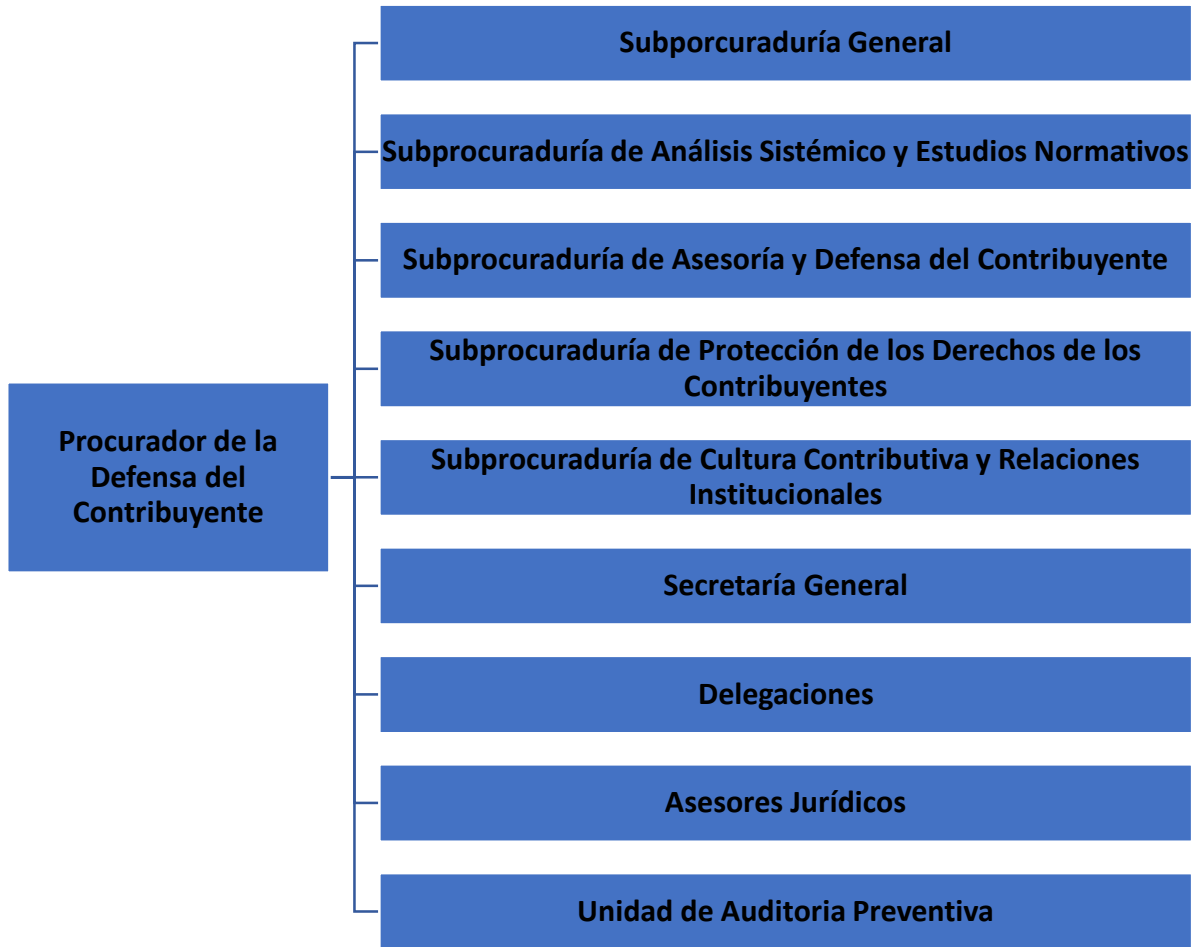 Procurador de la
Defensa del
Contribuyente
Subporcuraduría General
Subprocuraduría de Análisis Sistémico y Estudios Normativos
Subprocuraduría de Asesoría y Defensa del Contribuyente
Subprocuraduría de Protección de los Derechos de los
Contribuyentes
Subprocuraduría de Cultura Contributiva y Relaciones
Institucionales
Secretaría General
Delegaciones
Asesores Jurídicos
Unidad de Auditoria Preventiva